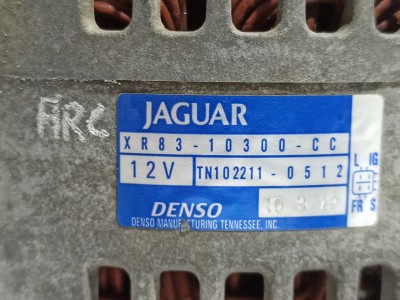 ARC
JAGUAR
XR83-10300-CC
12V TN102211-0512
L IG
FR S
DENSO
DENSO MANUFACTURING TENNESSEE, INC.